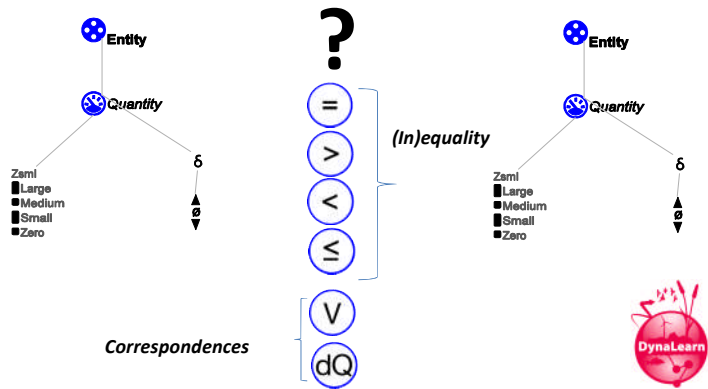 Entity
Quantity
δ
Zsml
Large
Medium
Small
Zero
ø
?
=
>
<
≤
(In)equality
V
dQ
Correspondences
Entity
Quantity
δ
Zsml
Large
Medium
Small
Zero
ø
DynaLearn